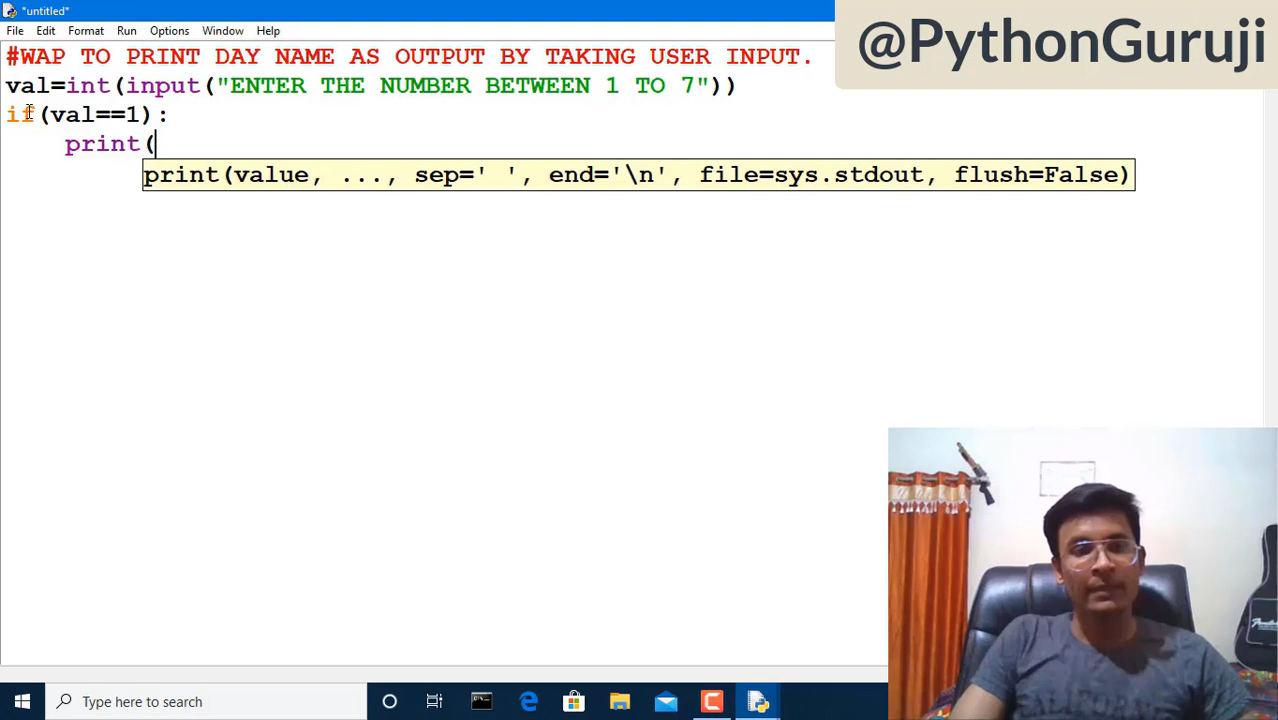 *untitled*
File Edit Format Run Options Window Help
@PythonGuruji
#WAP TO PRINT DAY NAME AS OUTPUT BY TAKING USER INPUT.
val=int(input("ENTER THE NUMBER BETWEEN 1 TO 7"))
if(val==1):
print(
print(value, ..., sep=' ', end='\n', file=sys.stdout, flush=False)
Fender
Type here to search